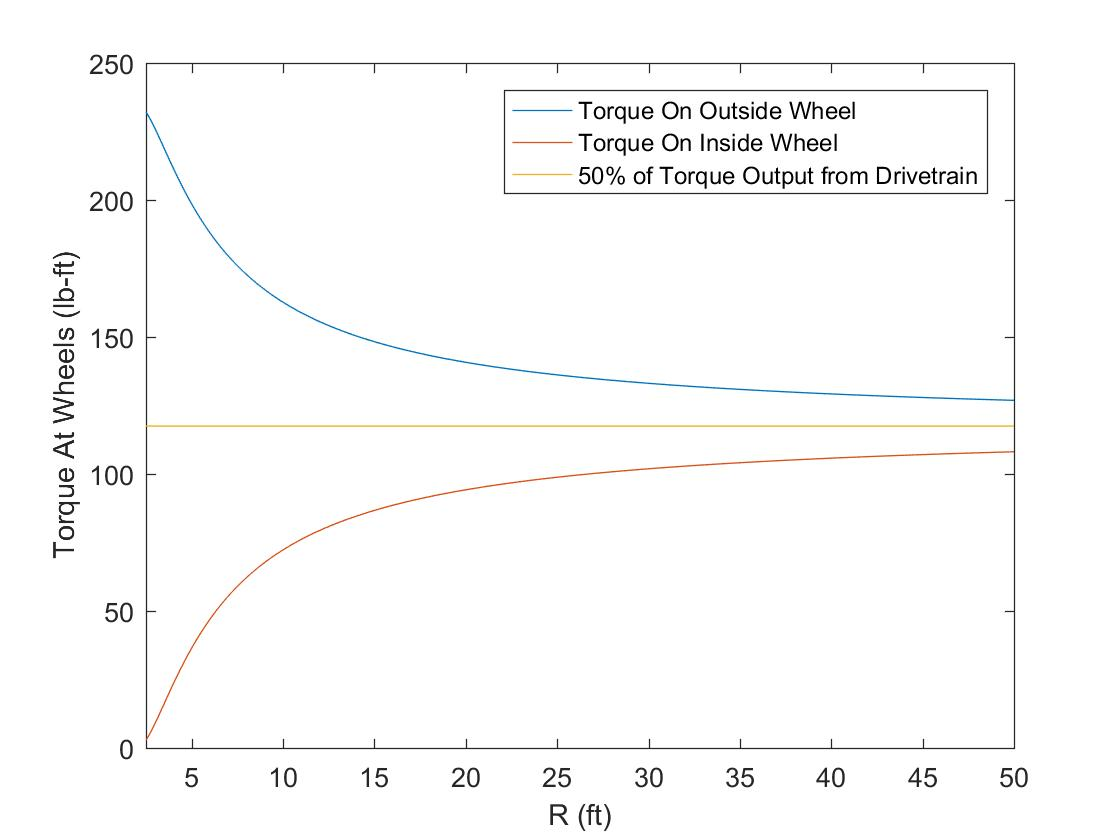 250
200
150
100
50
0
Torque At Wheels (lb-ft)
Torque On Outside Wheel
Torque On Inside Wheel
50% of Torque Output from Drivetrain
5 10 15 20 25 30 35 40 45 50
R (ft)